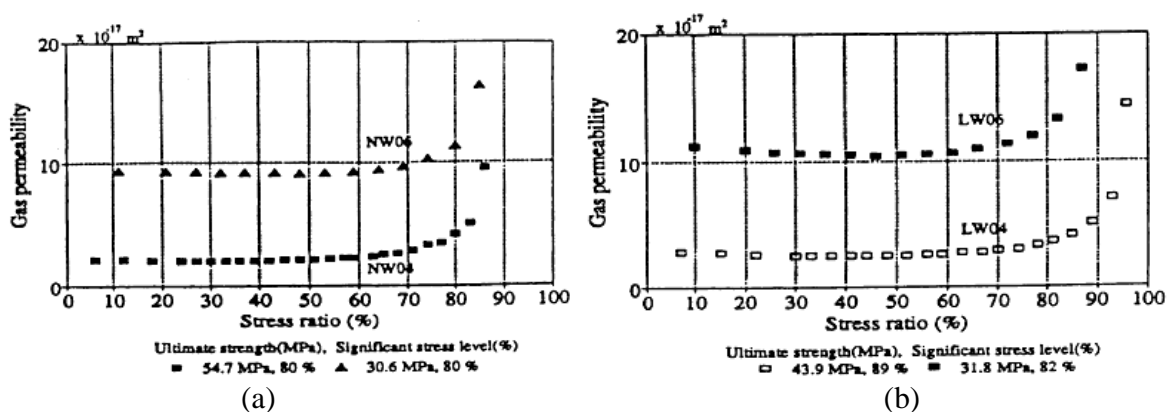 x 10⁻¹⁷ m²
20
10
0
Gas permeability
NW06
NW04
0 10 20 30 40 50 60 70 80 90 100
Stress ratio (%)
Ultimate strength(MPa), Significant stress level(%)
■ 54.7 MPa, 80 % ▲ 30.6 MPa, 80 %
(a)
x 10⁻¹⁷ m²
20
10
0
Gas permeability
LW06
LW04
0 10 20 30 40 50 60 70 80 90 100
Stress ratio (%)
Ultimate strength(MPa), Significant stress level(%)
□ 43.9 MPa, 89 % ■ 31.8 MPa, 82 %
(b)